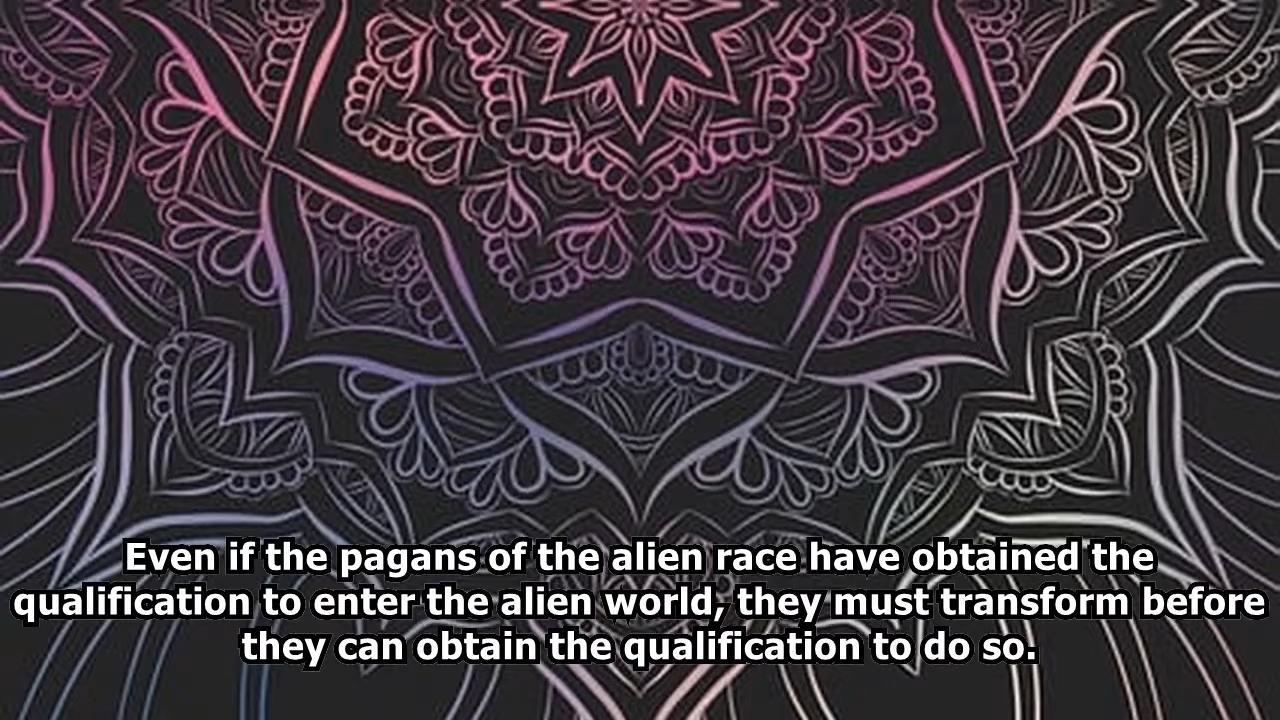 Even if the pagans of the alien race have obtained the
qualification to enter the alien world, they must transform before
they can obtain the qualification to do so.